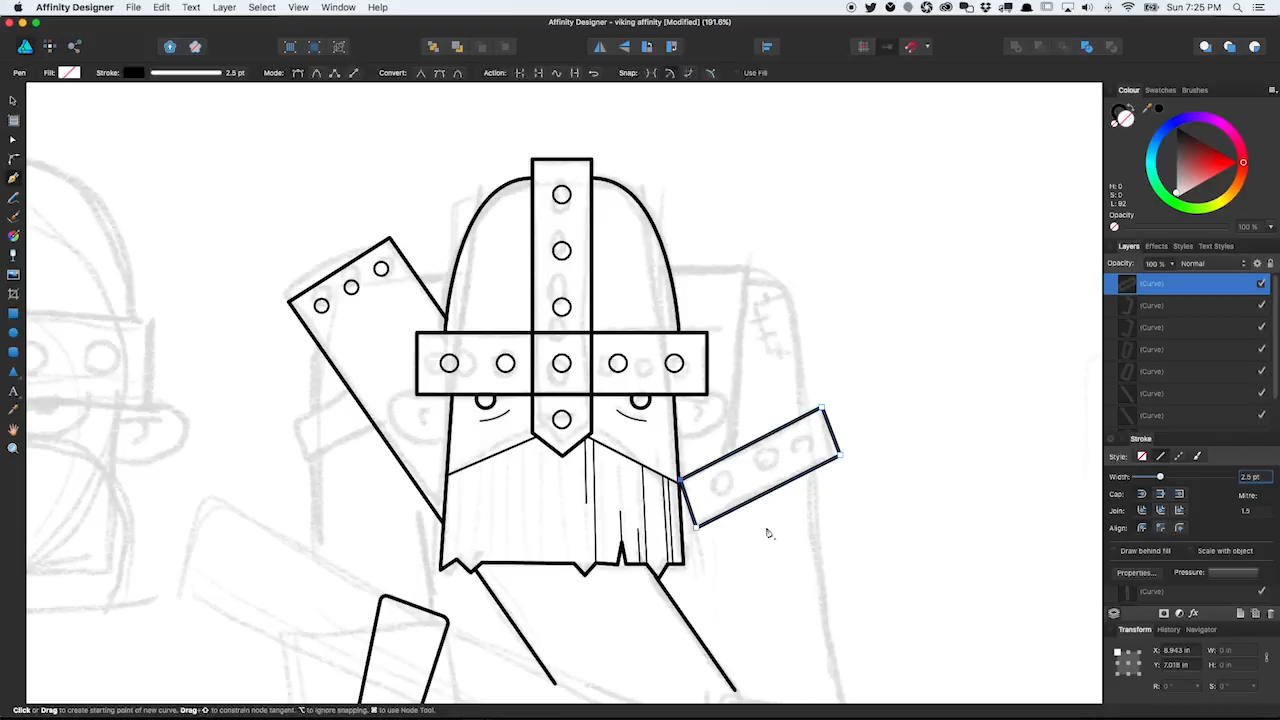 Affinity Designer File Edit Text Layer Select View Window Help
Sun 7:25 PM
Affinity Designer - viking affinity [Modified] (191.6%)
Pen Fill: Stroke: 2.5 pt Mode: Convert: Action: Snap: Use Fill
Colour Swatches Brushes
H: 0
S: 0
L: 92
Opacity
100 %
Layers Effects Styles Text Styles
Opacity: 100 % Normal
(Curve)
(Curve)
(Curve)
(Curve)
(Curve)
(Curve)
(Curve)
Stroke
Style:
Width: 2.5 pt
Cap: Mitre:
Join: 1.5
Align:
Draw behind fill Scale with object
Properties... Pressure:
(Curve)
Transform History Navigator
X: 8.943 in W: 0 in
Y: 7.018 in H: 0 in
R: 0 ° S: 0 °
Click or Drag to create starting point of new curve. Drag+⇧ to constrain node tangent. ⌥ to ignore snapping. ⌘ to use Node Tool.